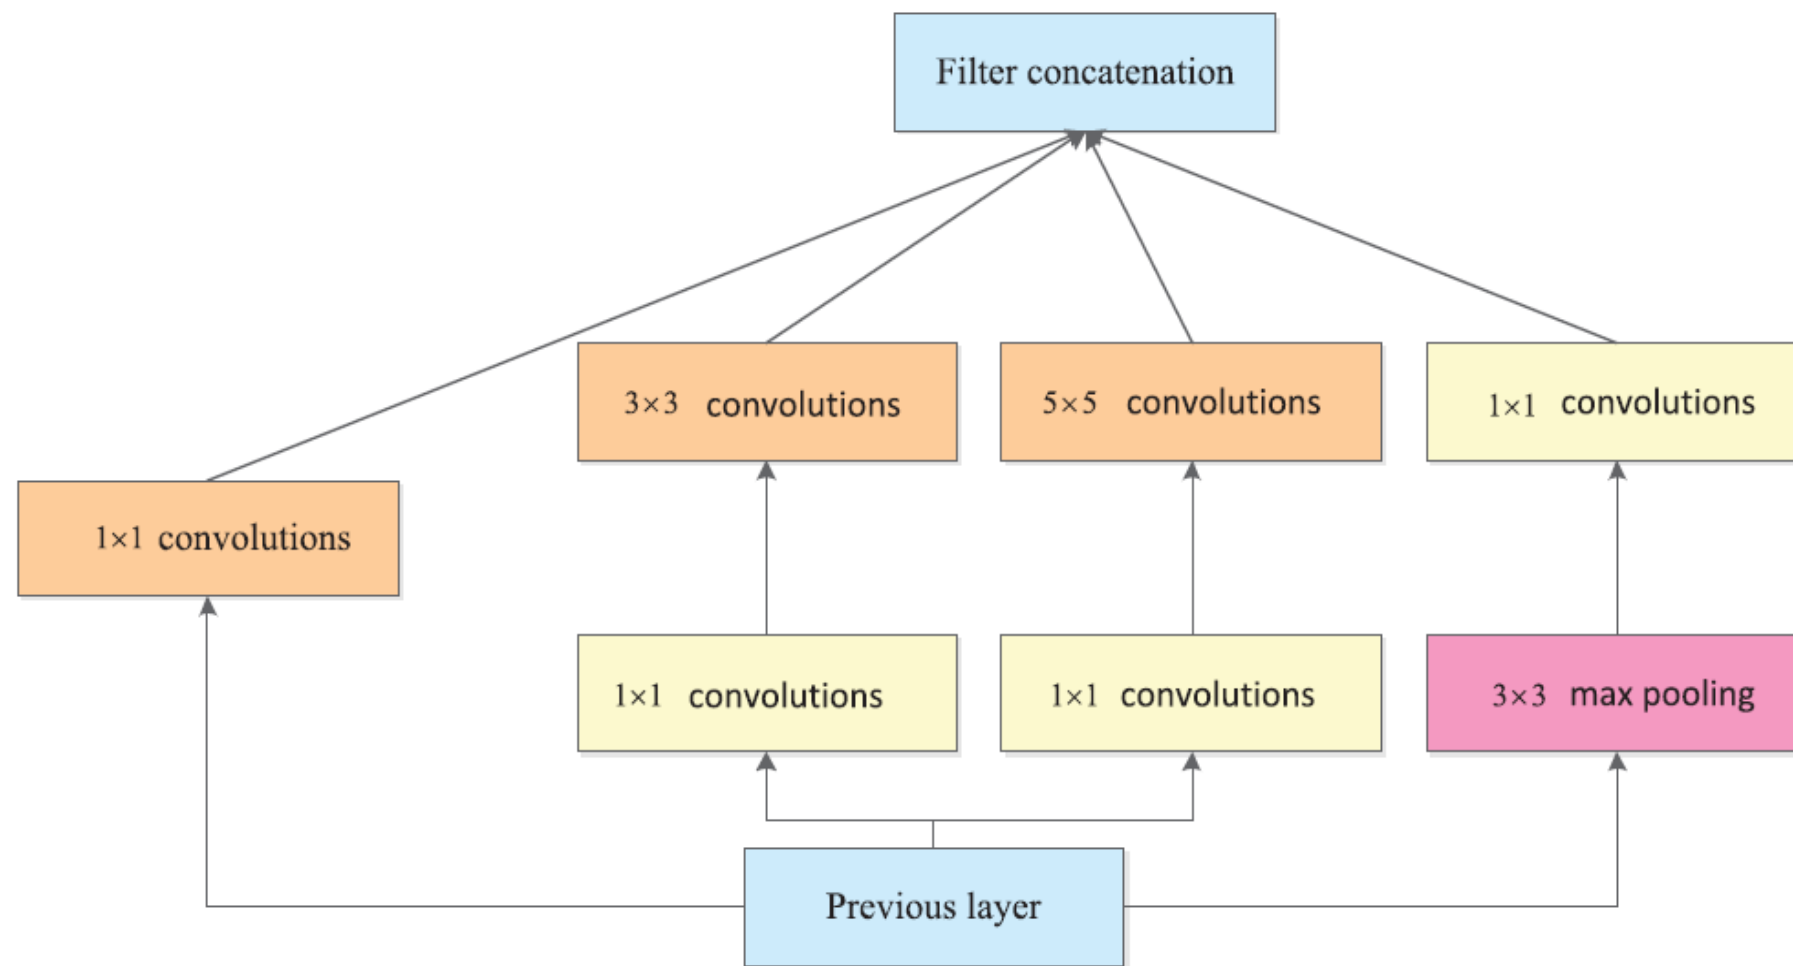 Filter concatenation
3×3 convolutions
5×5 convolutions
1×1 convolutions
1×1 convolutions
1×1 convolutions
1×1 convolutions
3×3 max pooling
Previous layer